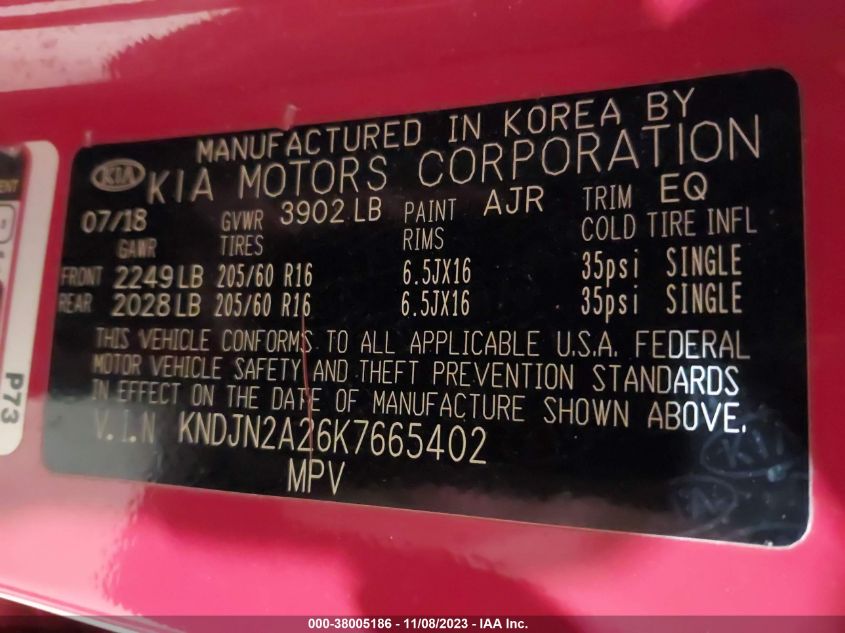 MANUFACTURED IN KOREA BY
KIA KIA MOTORS CORPORATION
07/18 GVWR 3902 LB PAINT AJR TRIM EQ
GAWR TIRES RIMS COLD TIRE INFL
FRONT 2249 LB 205/60 R16 6.5JX16 35psi SINGLE
REAR 2028 LB 205/60 R16 6.5JX16 35psi SINGLE
THIS VEHICLE CONFORMS TO ALL APPLICABLE U.S.A. FEDERAL
MOTOR VEHICLE SAFETY AND THEFT PREVENTION STANDARDS
IN EFFECT ON THE DATE OF MANUFACTURE SHOWN ABOVE.
V.I.N KNDJN2A26K7665402
MPV
P73
000-38005186 - 11/08/2023 - IAA Inc.